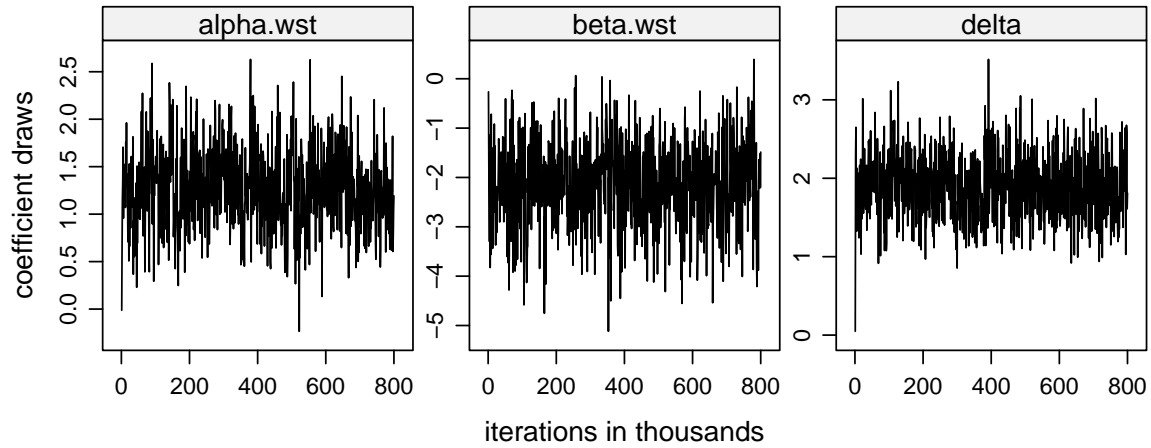 alpha.wst
beta.wst
delta
coefficient draws
0.0 0.5 1.0 1.5 2.0 2.5
−5 −4 −3 −2 −1 0
0 1 2 3
0 200 400 600 800
0 200 400 600 800
0 200 400 600 800
iterations in thousands